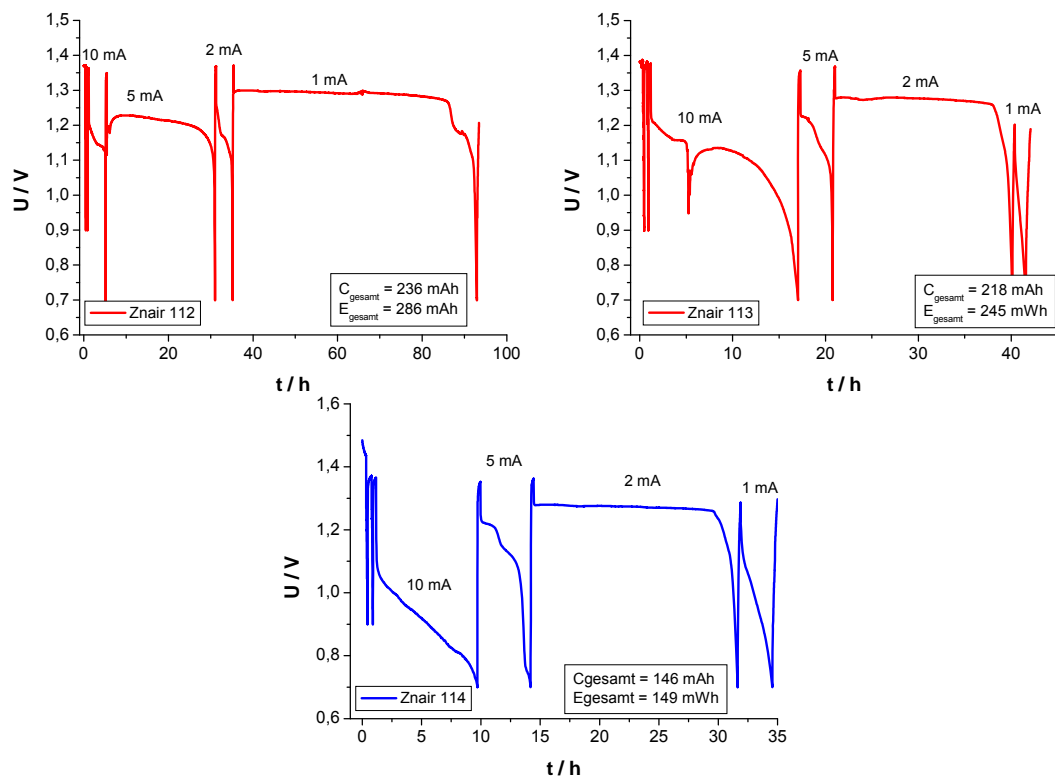 1,5
1,4
1,3
1,2
1,1
1,0
0,9
0,8
0,7
0,6
U / V
10 mA
5 mA
2 mA
1 mA
C gesamt = 236 mAh
E gesamt = 286 mAh
Znair 112
0 20 40 60 80 100
t / h
1,5
1,4
1,3
1,2
1,1
1,0
0,9
0,8
0,7
0,6
U / V
10 mA
5 mA
2 mA
1 mA
C gesamt = 218 mAh
E gesamt = 245 mWh
Znair 113
0 10 20 30 40
t / h
1,6
1,4
1,2
1,0
0,8
0,6
U / V
10 mA
5 mA
2 mA
1 mA
Cgesamt = 146 mAh
Egesamt = 149 mWh
Znair 114
0 5 10 15 20 25 30 35
t / h